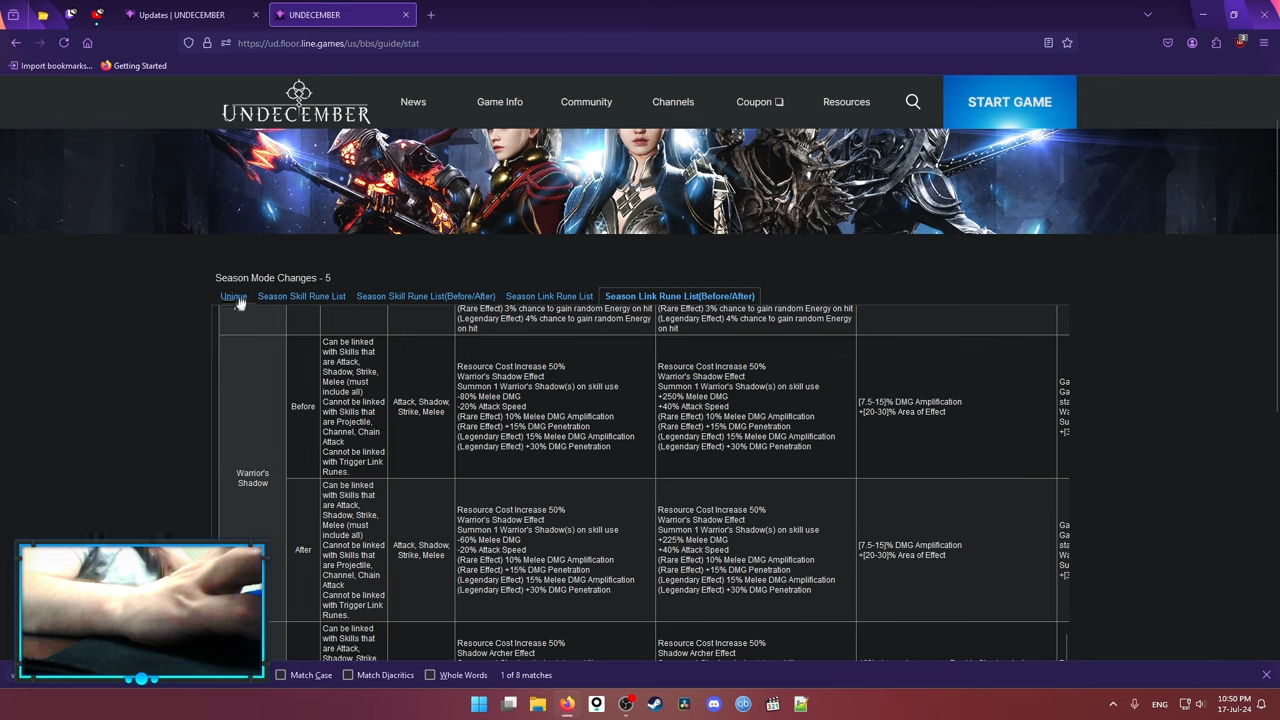 Updates | UNDECEMBER
UNDECEMBER
https://ud.floor.line.games/us/bbs/guide/stat
Import bookmarks...
Getting Started
UNDECEMBER
News
Game Info
Community
Channels
Coupon
Resources
START GAME
Season Mode Changes - 5
Unique
Season Skill Rune List
Season Skill Rune List(Before/After)
Season Link Rune List
Season Link Rune List(Before/After)
(Rare Effect) 3% chance to gain random Energy on hit
(Legendary Effect) 4% chance to gain random Energy
on hit
(Rare Effect) 3% chance to gain random Energy on hit
(Legendary Effect) 4% chance to gain random Energy
on hit
Warrior's
Shadow
Before
Can be linked
with Skills that
are Attack,
Shadow, Strike,
Melee (must
include all)
Cannot be linked
with Skills that
are Projectile,
Channel, Chain
Attack
Cannot be linked
with Trigger Link
Runes.
Attack, Shadow,
Strike, Melee
Resource Cost Increase 50%
Warrior's Shadow Effect
Summon 1 Warrior's Shadow(s) on skill use
-80% Melee DMG
-20% Attack Speed
(Rare Effect) 10% Melee DMG Amplification
(Rare Effect) +15% DMG Penetration
(Legendary Effect) 15% Melee DMG Amplification
(Legendary Effect) +30% DMG Penetration
Resource Cost Increase 50%
Warrior's Shadow Effect
Summon 1 Warrior's Shadow(s) on skill use
+250% Melee DMG
+40% Attack Speed
(Rare Effect) 10% Melee DMG Amplification
(Rare Effect) +15% DMG Penetration
(Legendary Effect) 15% Melee DMG Amplification
(Legendary Effect) +30% DMG Penetration
[7.5-15]% DMG Amplification
+[20-30]% Area of Effect
After
Can be linked
with Skills that
are Attack,
Shadow, Strike,
Melee (must
include all)
Cannot be linked
with Skills that
are Projectile,
Channel, Chain
Attack
Cannot be linked
with Trigger Link
Runes.
Attack, Shadow,
Strike, Melee
Resource Cost Increase 50%
Warrior's Shadow Effect
Summon 1 Warrior's Shadow(s) on skill use
-60% Melee DMG
-20% Attack Speed
(Rare Effect) 10% Melee DMG Amplification
(Rare Effect) +15% DMG Penetration
(Legendary Effect) 15% Melee DMG Amplification
(Legendary Effect) +30% DMG Penetration
Resource Cost Increase 50%
Warrior's Shadow Effect
Summon 1 Warrior's Shadow(s) on skill use
+225% Melee DMG
+40% Attack Speed
(Rare Effect) 10% Melee DMG Amplification
(Rare Effect) +15% DMG Penetration
(Legendary Effect) 15% Melee DMG Amplification
(Legendary Effect) +30% DMG Penetration
[7.5-15]% DMG Amplification
+[20-30]% Area of Effect
Can be linked
with Skills that
are Attack,
Shadow, Strike,
Resource Cost Increase 50%
Shadow Archer Effect
Resource Cost Increase 50%
Shadow Archer Effect
Match Case
Match Diacritics
Whole Words
1 of 8 matches
ENG
10:50 PM
17-Jul-24